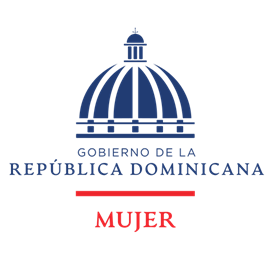 GOBIERNO DE LA
REPÚBLICA DOMINICANA
MUJER